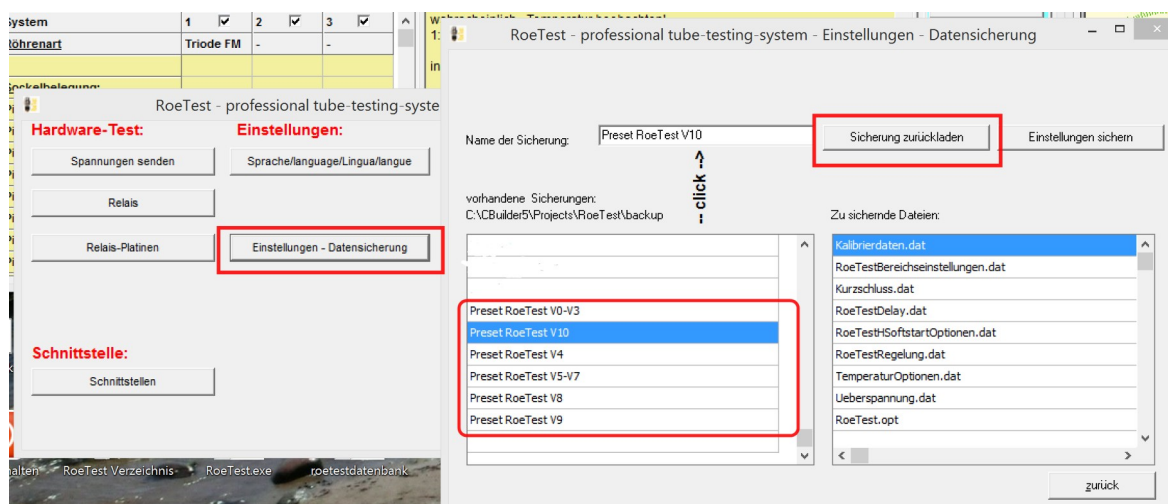 System 1 2 3
Röhrenart Triode FM - -
Sockelbelegung:
wahrscheinlich - Temperatur beobachten!
1:
in
RoeTest - professional tube-testing-syste
Hardware-Test: Einstellungen:
Spannungen senden Sprache/language/Lingua/langue
Relais
Relais-Platinen Einstellungen - Datensicherung
Schnittstelle:
Schnittstellen
RoeTest Verzeichnis- RoeTest.exe roetestdatenbank
RoeTest - professional tube-testing-system - Einstellungen - Datensicherung
Name der Sicherung: Preset RoeTest V10 Sicherung zurückladen Einstellungen sichern
-- click -->
vorhandene Sicherungen:
C:\CBuilder5\Projects\RoeTest\backup
Preset RoeTest V0-V3
Preset RoeTest V10
Preset RoeTest V4
Preset RoeTest V5-V7
Preset RoeTest V8
Preset RoeTest V9
Zu sichernde Dateien:
Kalibrierdaten.dat
RoeTestBereichseinstellungen.dat
Kurzschluss.dat
RoeTestDelay.dat
RoeTestHSoftstartOptionen.dat
RoeTestRegelung.dat
TemperaturOptionen.dat
Ueberspannung.dat
RoeTest.opt
zurück